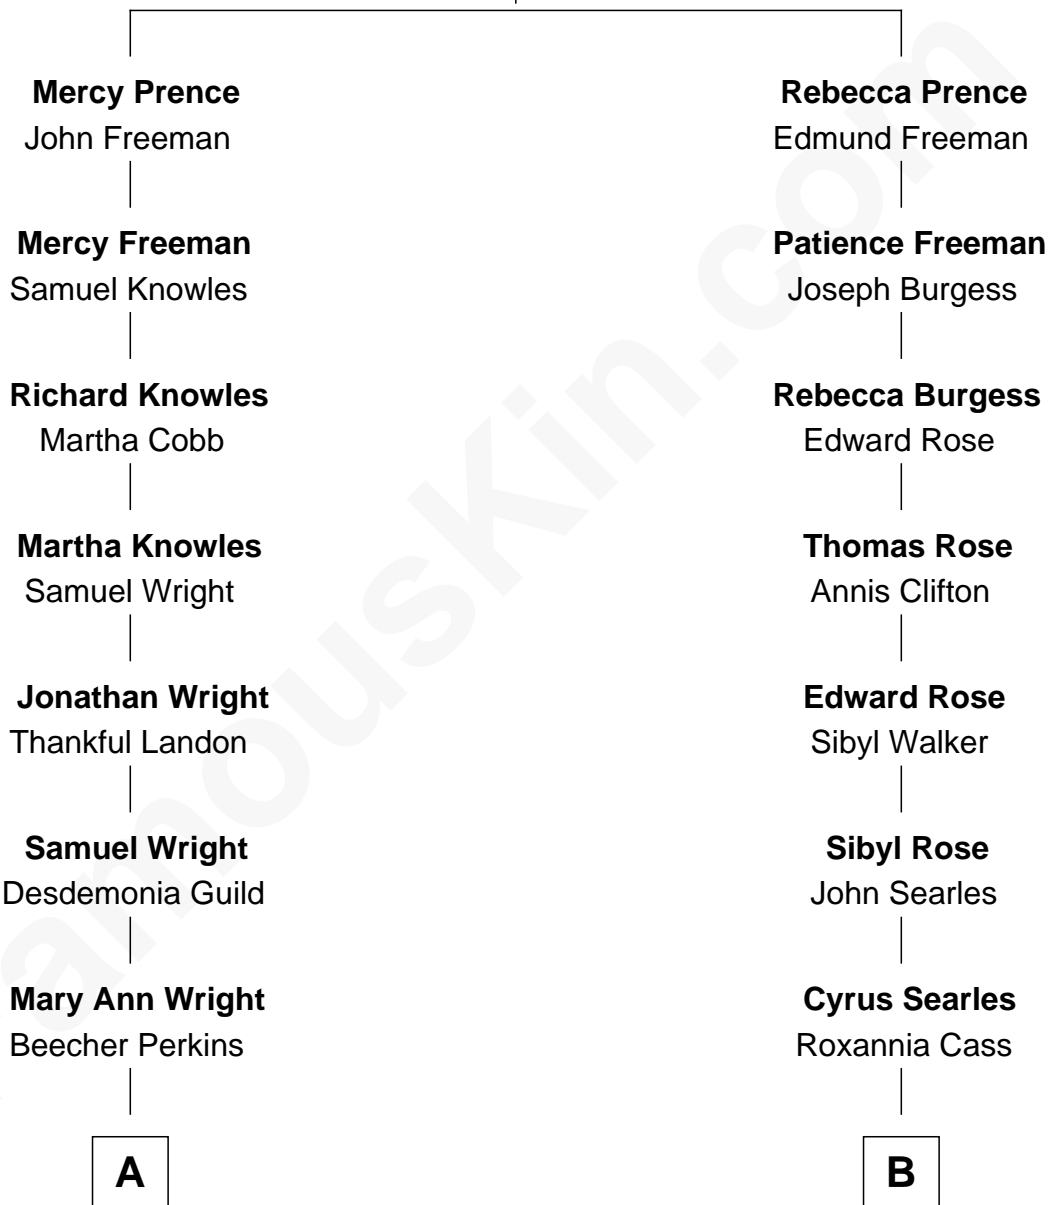 Mercy Prence
John Freeman
Mercy Freeman
Samuel Knowles
Richard Knowles
Martha Cobb
Martha Knowles
Samuel Wright
Jonathan Wright
Thankful Landon
Samuel Wright
Desdemonia Guild
Mary Ann Wright
Beecher Perkins
A
Rebecca Prence
Edmund Freeman
Patience Freeman
Joseph Burgess
Rebecca Burgess
Edward Rose
Thomas Rose
Annis Clifton
Edward Rose
Sibyl Walker
Sibyl Rose
John Searles
Cyrus Searles
Roxannia Cass
B
amouskin.com